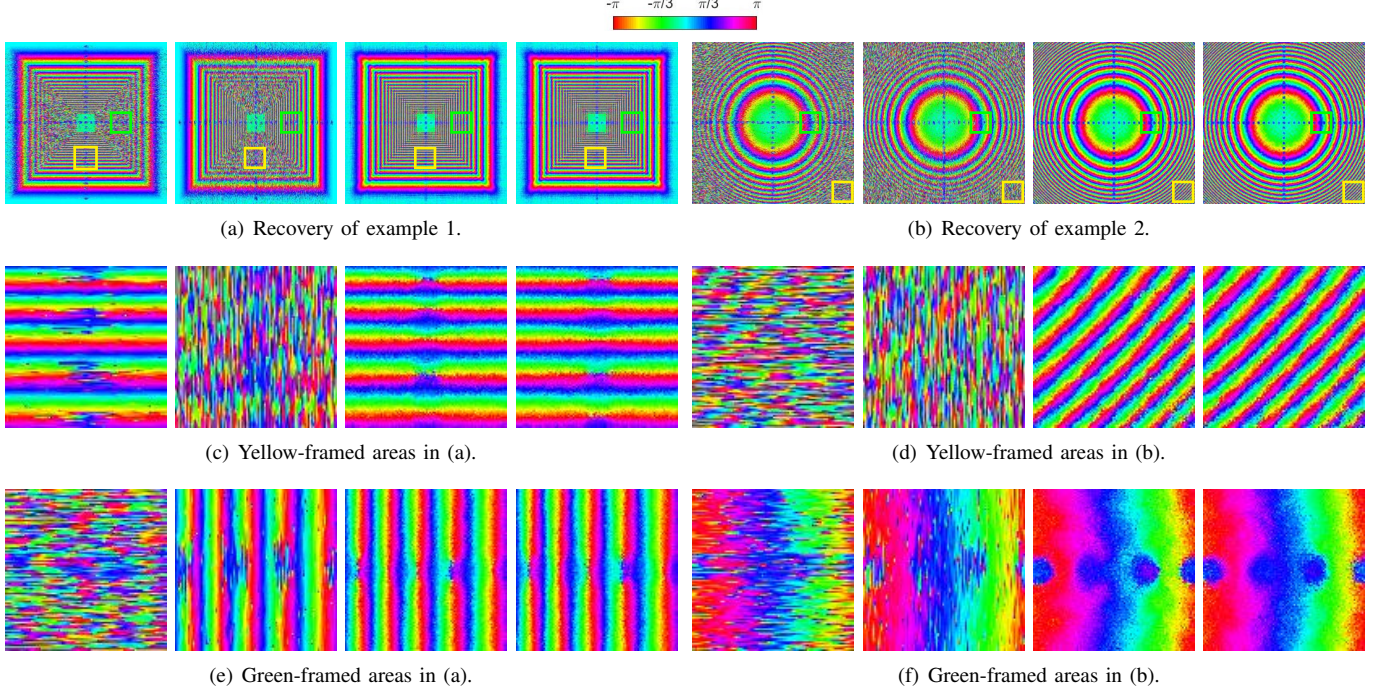 -π -π/3 π/3 π
(a) Recovery of example 1.
(b) Recovery of example 2.
(c) Yellow-framed areas in (a).
(d) Yellow-framed areas in (b).
(e) Green-framed areas in (a).
(f) Green-framed areas in (b).